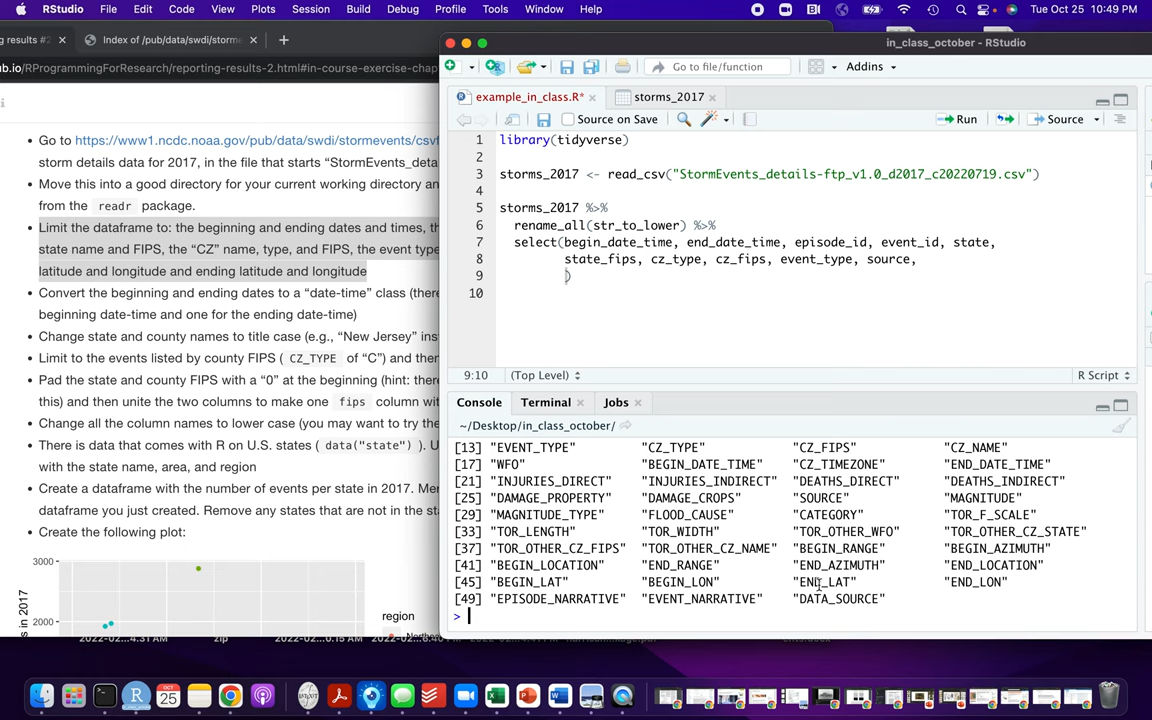 RStudio File Edit Code View Plots Session Build Debug Profile Tools Window Help Tue Oct 25 10:49 PM
ng results #2 Index of /pub/data/swdi/storme
b.io/RProgrammingForResearch/reporting-results-2.html#in-course-exercise-chap
• Go to https://www1.ncdc.noaa.gov/pub/data/swdi/stormevents/csvf
storm details data for 2017, in the file that starts “StormEvents_deta
• Move this into a good directory for your current working directory an
from the readr package.
• Limit the dataframe to: the beginning and ending dates and times, th
state name and FIPS, the “CZ” name, type, and FIPS, the event type
latitude and longitude and ending latitude and longitude
• Convert the beginning and ending dates to a “date-time” class (ther
beginning date-time and one for the ending date-time)
• Change state and county names to title case (e.g., “New Jersey” ins
• Limit to the events listed by county FIPS ( CZ_TYPE of “C”) and ther
• Pad the state and county FIPS with a “0” at the beginning (hint: ther
this) and then unite the two columns to make one fips column wit
• Change all the column names to lower case (you may want to try the
• There is data that comes with R on U.S. states ( data("state") ). U
with the state name, area, and region
• Create a dataframe with the number of events per state in 2017. Mer
dataframe you just created. Remove any states that are not in the sta
• Create the following plot:
3000
2000
s in 2017
region
in_class_october - RStudio
Go to file/function Addins
example_in_class.R* storms_2017
Source on Save Run Source
1 library(tidyverse)
2
3 storms_2017 <- read_csv("StormEvents_details-ftp_v1.0_d2017_c20220719.csv")
4
5 storms_2017 %>%
6 rename_all(str_to_lower) %>%
7 select(begin_date_time, end_date_time, episode_id, event_id, state,
8 state_fips, cz_type, cz_fips, event_type, source,
9 )
10
9:10 (Top Level) R Script
Console Terminal Jobs
~/Desktop/in_class_october/
[13] "EVENT_TYPE" "CZ_TYPE" "CZ_FIPS" "CZ_NAME"
[17] "WFO" "BEGIN_DATE_TIME" "CZ_TIMEZONE" "END_DATE_TIME"
[21] "INJURIES_DIRECT" "INJURIES_INDIRECT" "DEATHS_DIRECT" "DEATHS_INDIRECT"
[25] "DAMAGE_PROPERTY" "DAMAGE_CROPS" "SOURCE" "MAGNITUDE"
[29] "MAGNITUDE_TYPE" "FLOOD_CAUSE" "CATEGORY" "TOR_F_SCALE"
[33] "TOR_LENGTH" "TOR_WIDTH" "TOR_OTHER_WFO" "TOR_OTHER_CZ_STATE"
[37] "TOR_OTHER_CZ_FIPS" "TOR_OTHER_CZ_NAME" "BEGIN_RANGE" "BEGIN_AZIMUTH"
[41] "BEGIN_LOCATION" "END_RANGE" "END_AZIMUTH" "END_LOCATION"
[45] "BEGIN_LAT" "BEGIN_LON" "END_LAT" "END_LON"
[49] "EPISODE_NARRATIVE" "EVENT_NARRATIVE" "DATA_SOURCE"
>